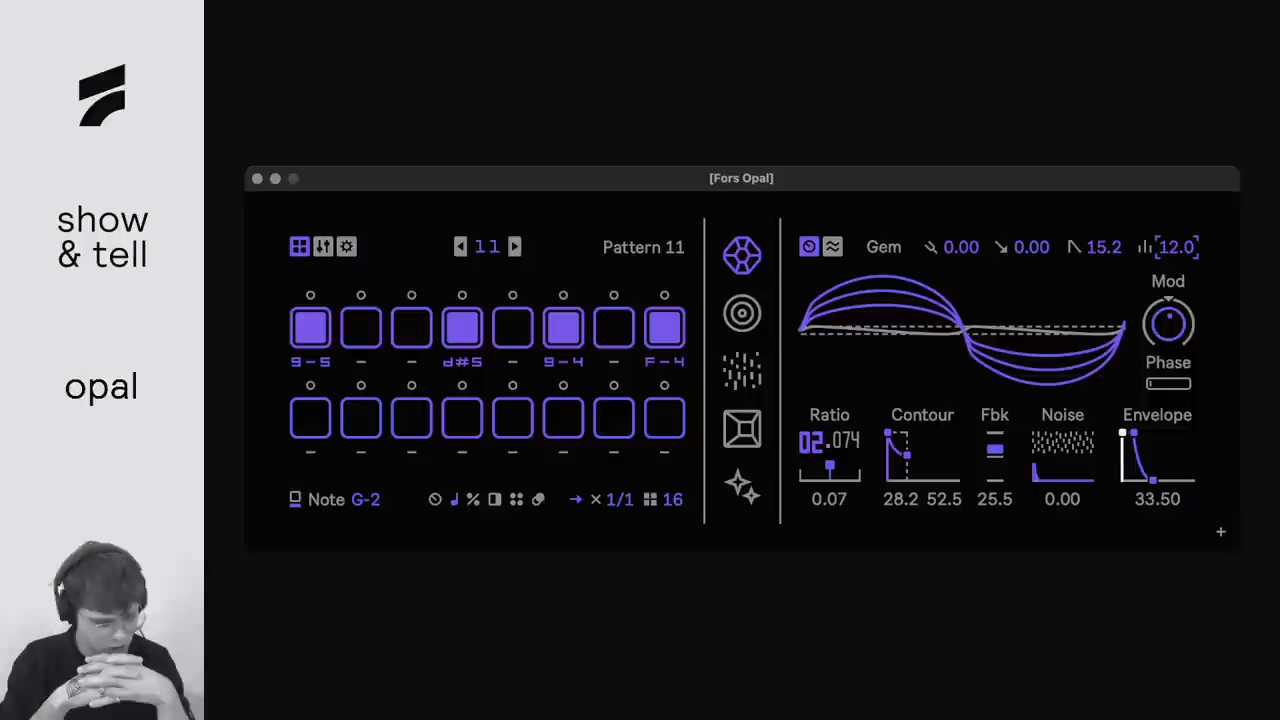 show
& tell
opal
[Fors Opal]
11
Pattern 11
g-5 - - d#5 - g-4 - F-4
- - - - - - - -
Note G-2
× 1/1
16
Gem
0.00
0.00
15.2
12.0
Mod
Phase
Ratio
Contour
Fbk
Noise
Envelope
02.074
0.07
28.2 52.5
25.5
0.00
33.50
+